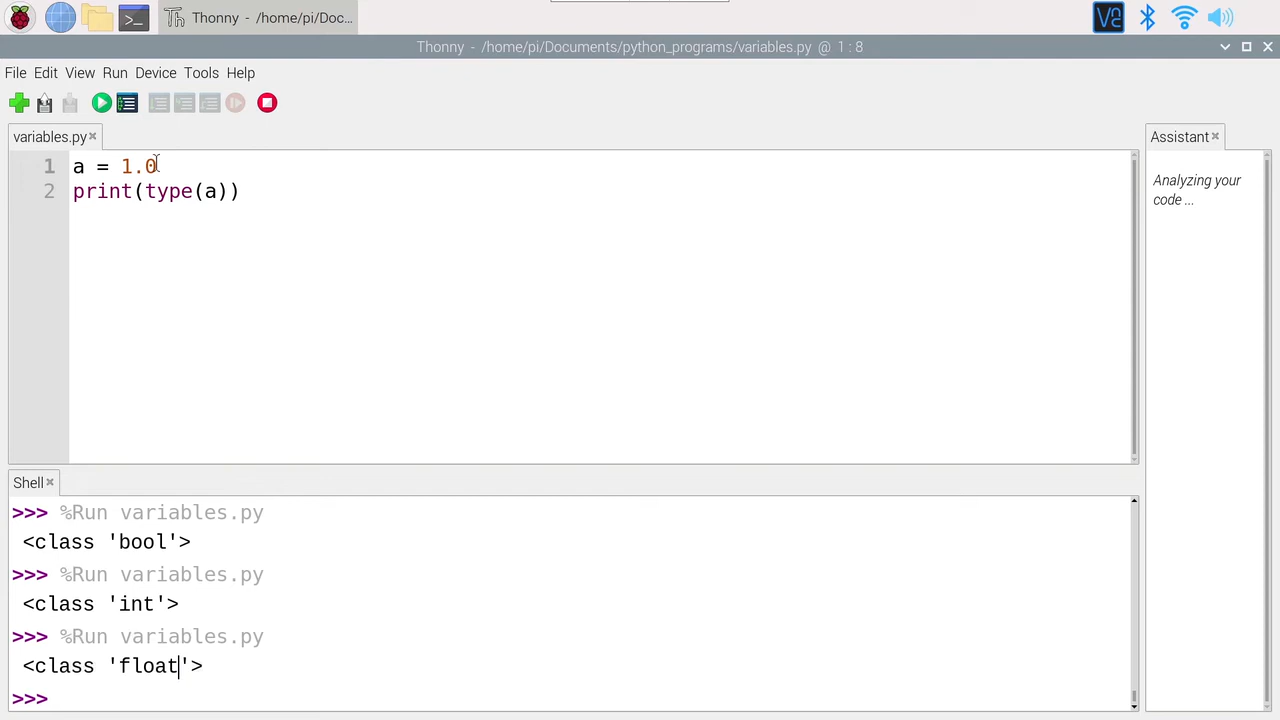 Thonny - /home/pi/Doc...
Thonny - /home/pi/Documents/python_programs/variables.py @ 1 : 8
File Edit View Run Device Tools Help
variables.py
Assistant
1 a = 1.0
2 print(type(a))
Analyzing your
code ...
Shell
>>> %Run variables.py
<class 'bool'>
>>> %Run variables.py
<class 'int'>
>>> %Run variables.py
<class 'float'>
>>>